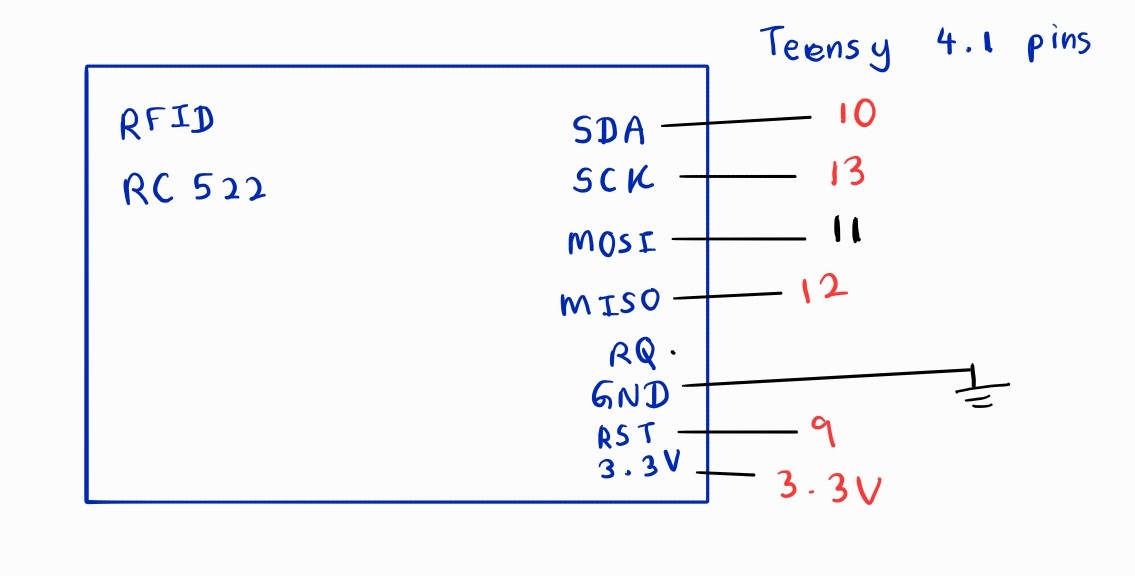 Teensy 4.1 pins
RFID
RC 522
SDA 10
SCK 13
MOSI 11
MISO 12
RQ
GND
RST 9
3.3V 3.3V